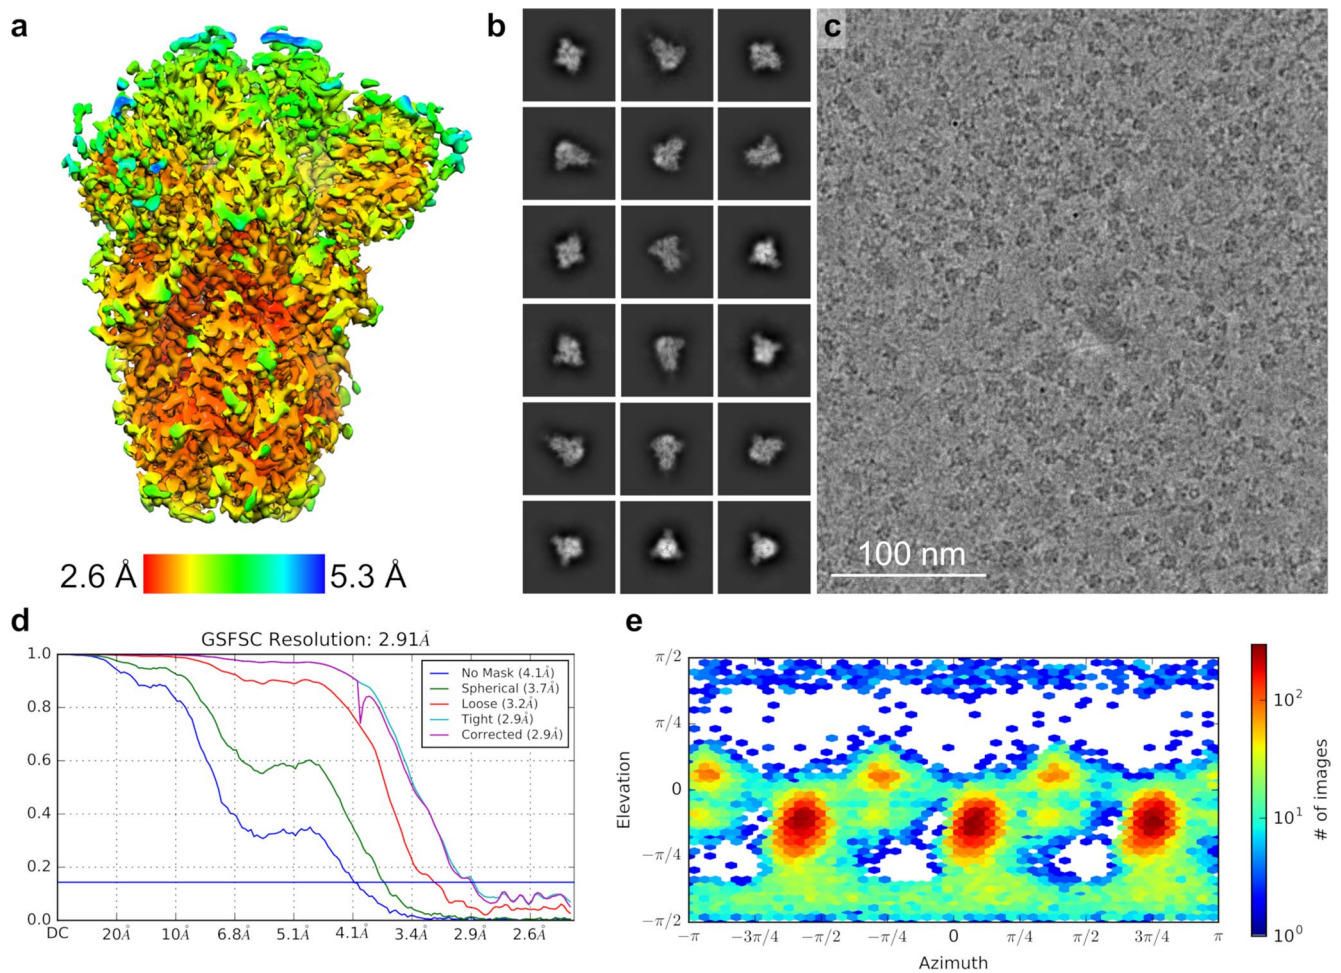 a
b
c
2.6 Å
5.3 Å
100 nm
d
GSFSC Resolution: 2.91Å
1.0
0.8
0.6
0.4
0.2
0.0
No Mask (4.1Å)
Spherical (3.7Å)
Loose (3.2Å)
Tight (2.9Å)
Corrected (2.9Å)
DC
20Å
10Å
6.8Å
5.1Å
4.1Å
3.4Å
2.9Å
2.6Å
e
Elevation
π/2
π/4
0
−π/4
−π/2
−π
−3π/4
−π/2
−π/4
0
π/4
π/2
3π/4
π
Azimuth
10²
10¹
10⁰
# of images